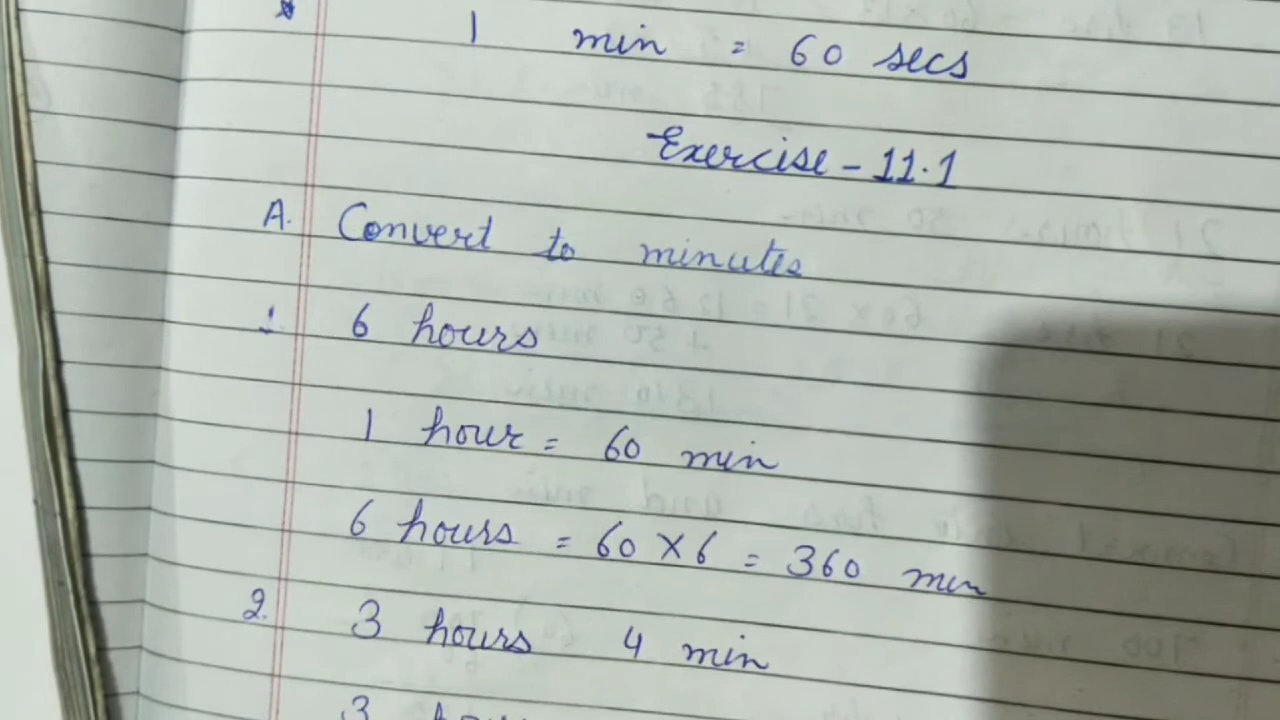 1 min = 60 secs
Exercise - 11.1
A. Convert to minutes
1. 6 hours
1 hour = 60 min
6 hours = 60 X 6 = 360 min
2. 3 hours 4 min
3